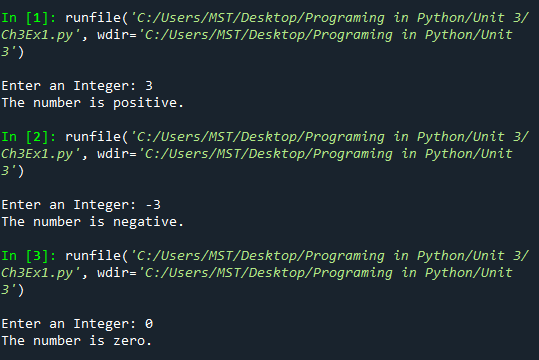 In [1]: runfile('C:/Users/MST/Desktop/Programing in Python/Unit 3/
Ch3Ex1.py', wdir='C:/Users/MST/Desktop/Programing in Python/Unit
3')
Enter an Integer: 3
The number is positive.
In [2]: runfile('C:/Users/MST/Desktop/Programing in Python/Unit 3/
Ch3Ex1.py', wdir='C:/Users/MST/Desktop/Programing in Python/Unit
3')
Enter an Integer: -3
The number is negative.
In [3]: runfile('C:/Users/MST/Desktop/Programing in Python/Unit 3/
Ch3Ex1.py', wdir='C:/Users/MST/Desktop/Programing in Python/Unit
3')
Enter an Integer: 0
The number is zero.